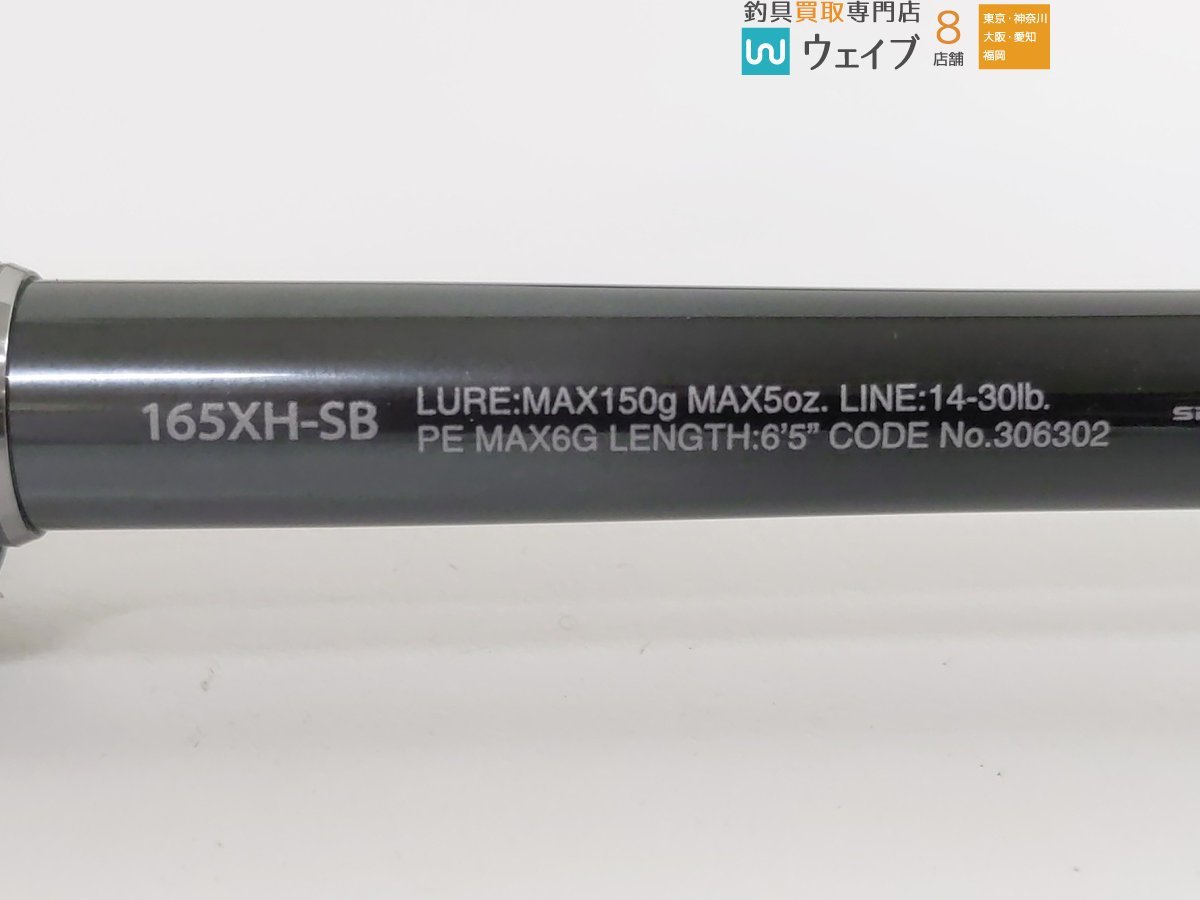 釣具買取専門店
ウェイブ
8
店舗
東京・神奈川
大阪・愛知
福岡
165XH-SB
LURE:MAX150g MAX5oz. LINE:14-30lb.
PE MAX6G LENGTH:6'5” CODE No.306302